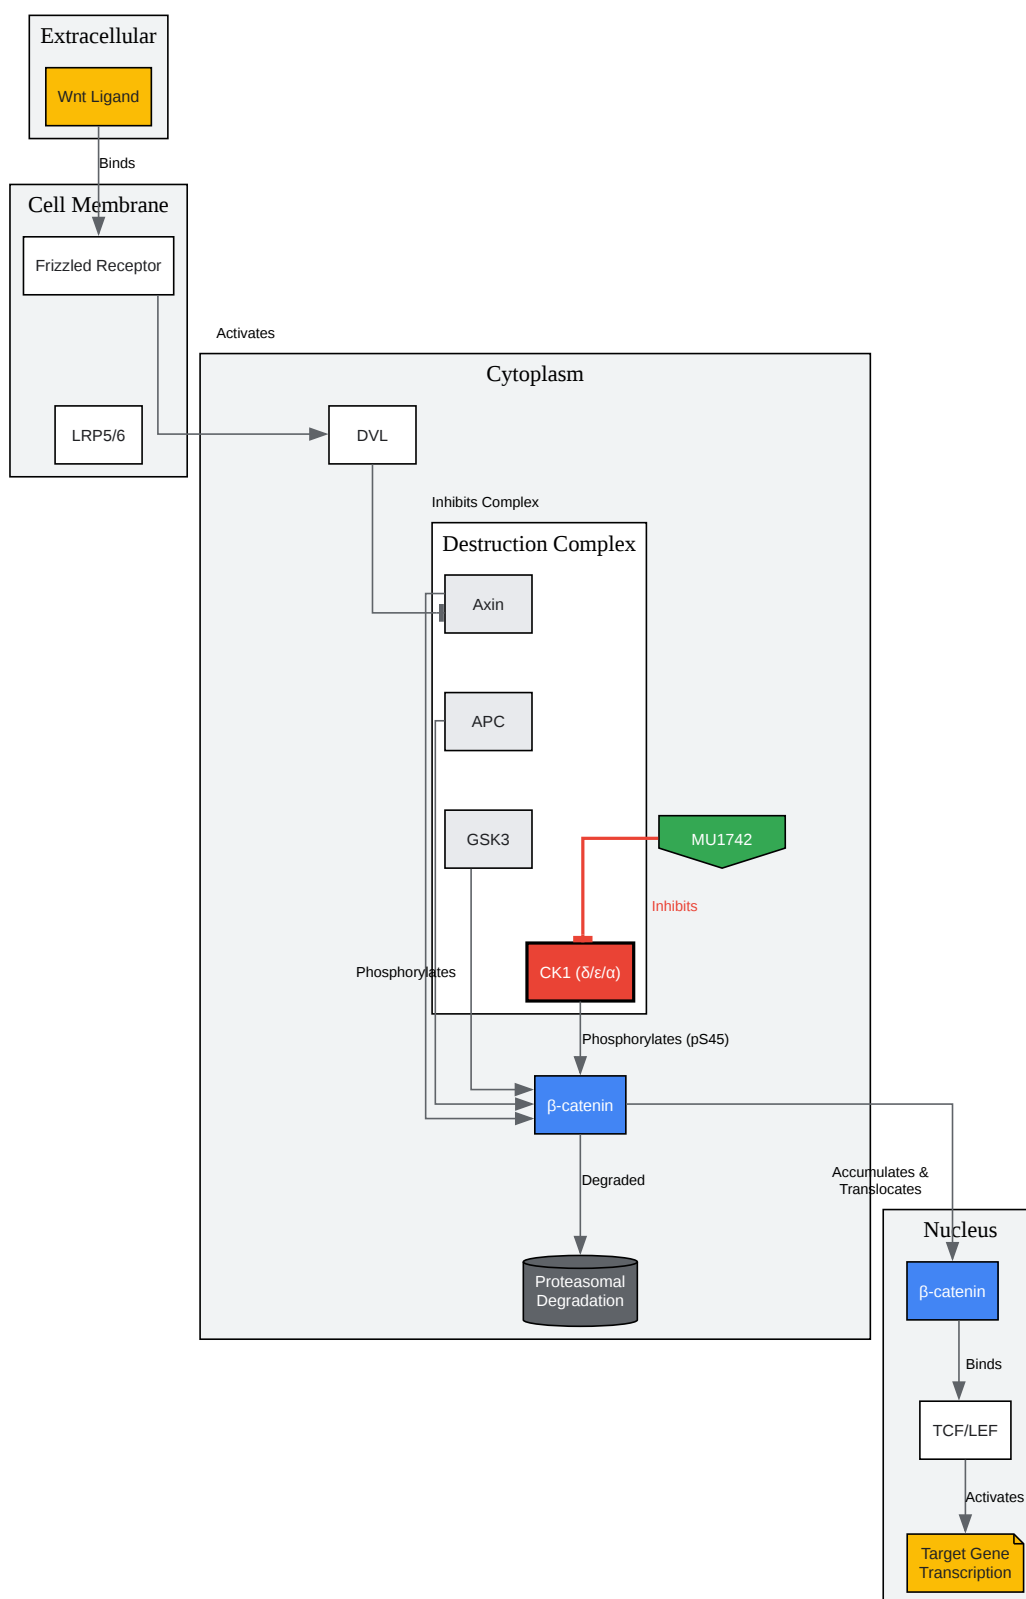 Extracellular
Wnt Ligand
Binds
Cell Membrane
Frizzled Receptor
Activates
Cytoplasm
LRP5/6
DVL
Inhibits Complex
Destruction Complex
Axin
APC
GSK3
MU1742
Inhibits
Phosphorylates
CK1 (δ/ε/α)
Phosphorylates (pS45)
β-catenin
Degraded
Accumulates &
Translocates
Nucleus
Proteasomal
Degradation
β-catenin
Binds
TCF/LEF
Activates
Target Gene
Transcription